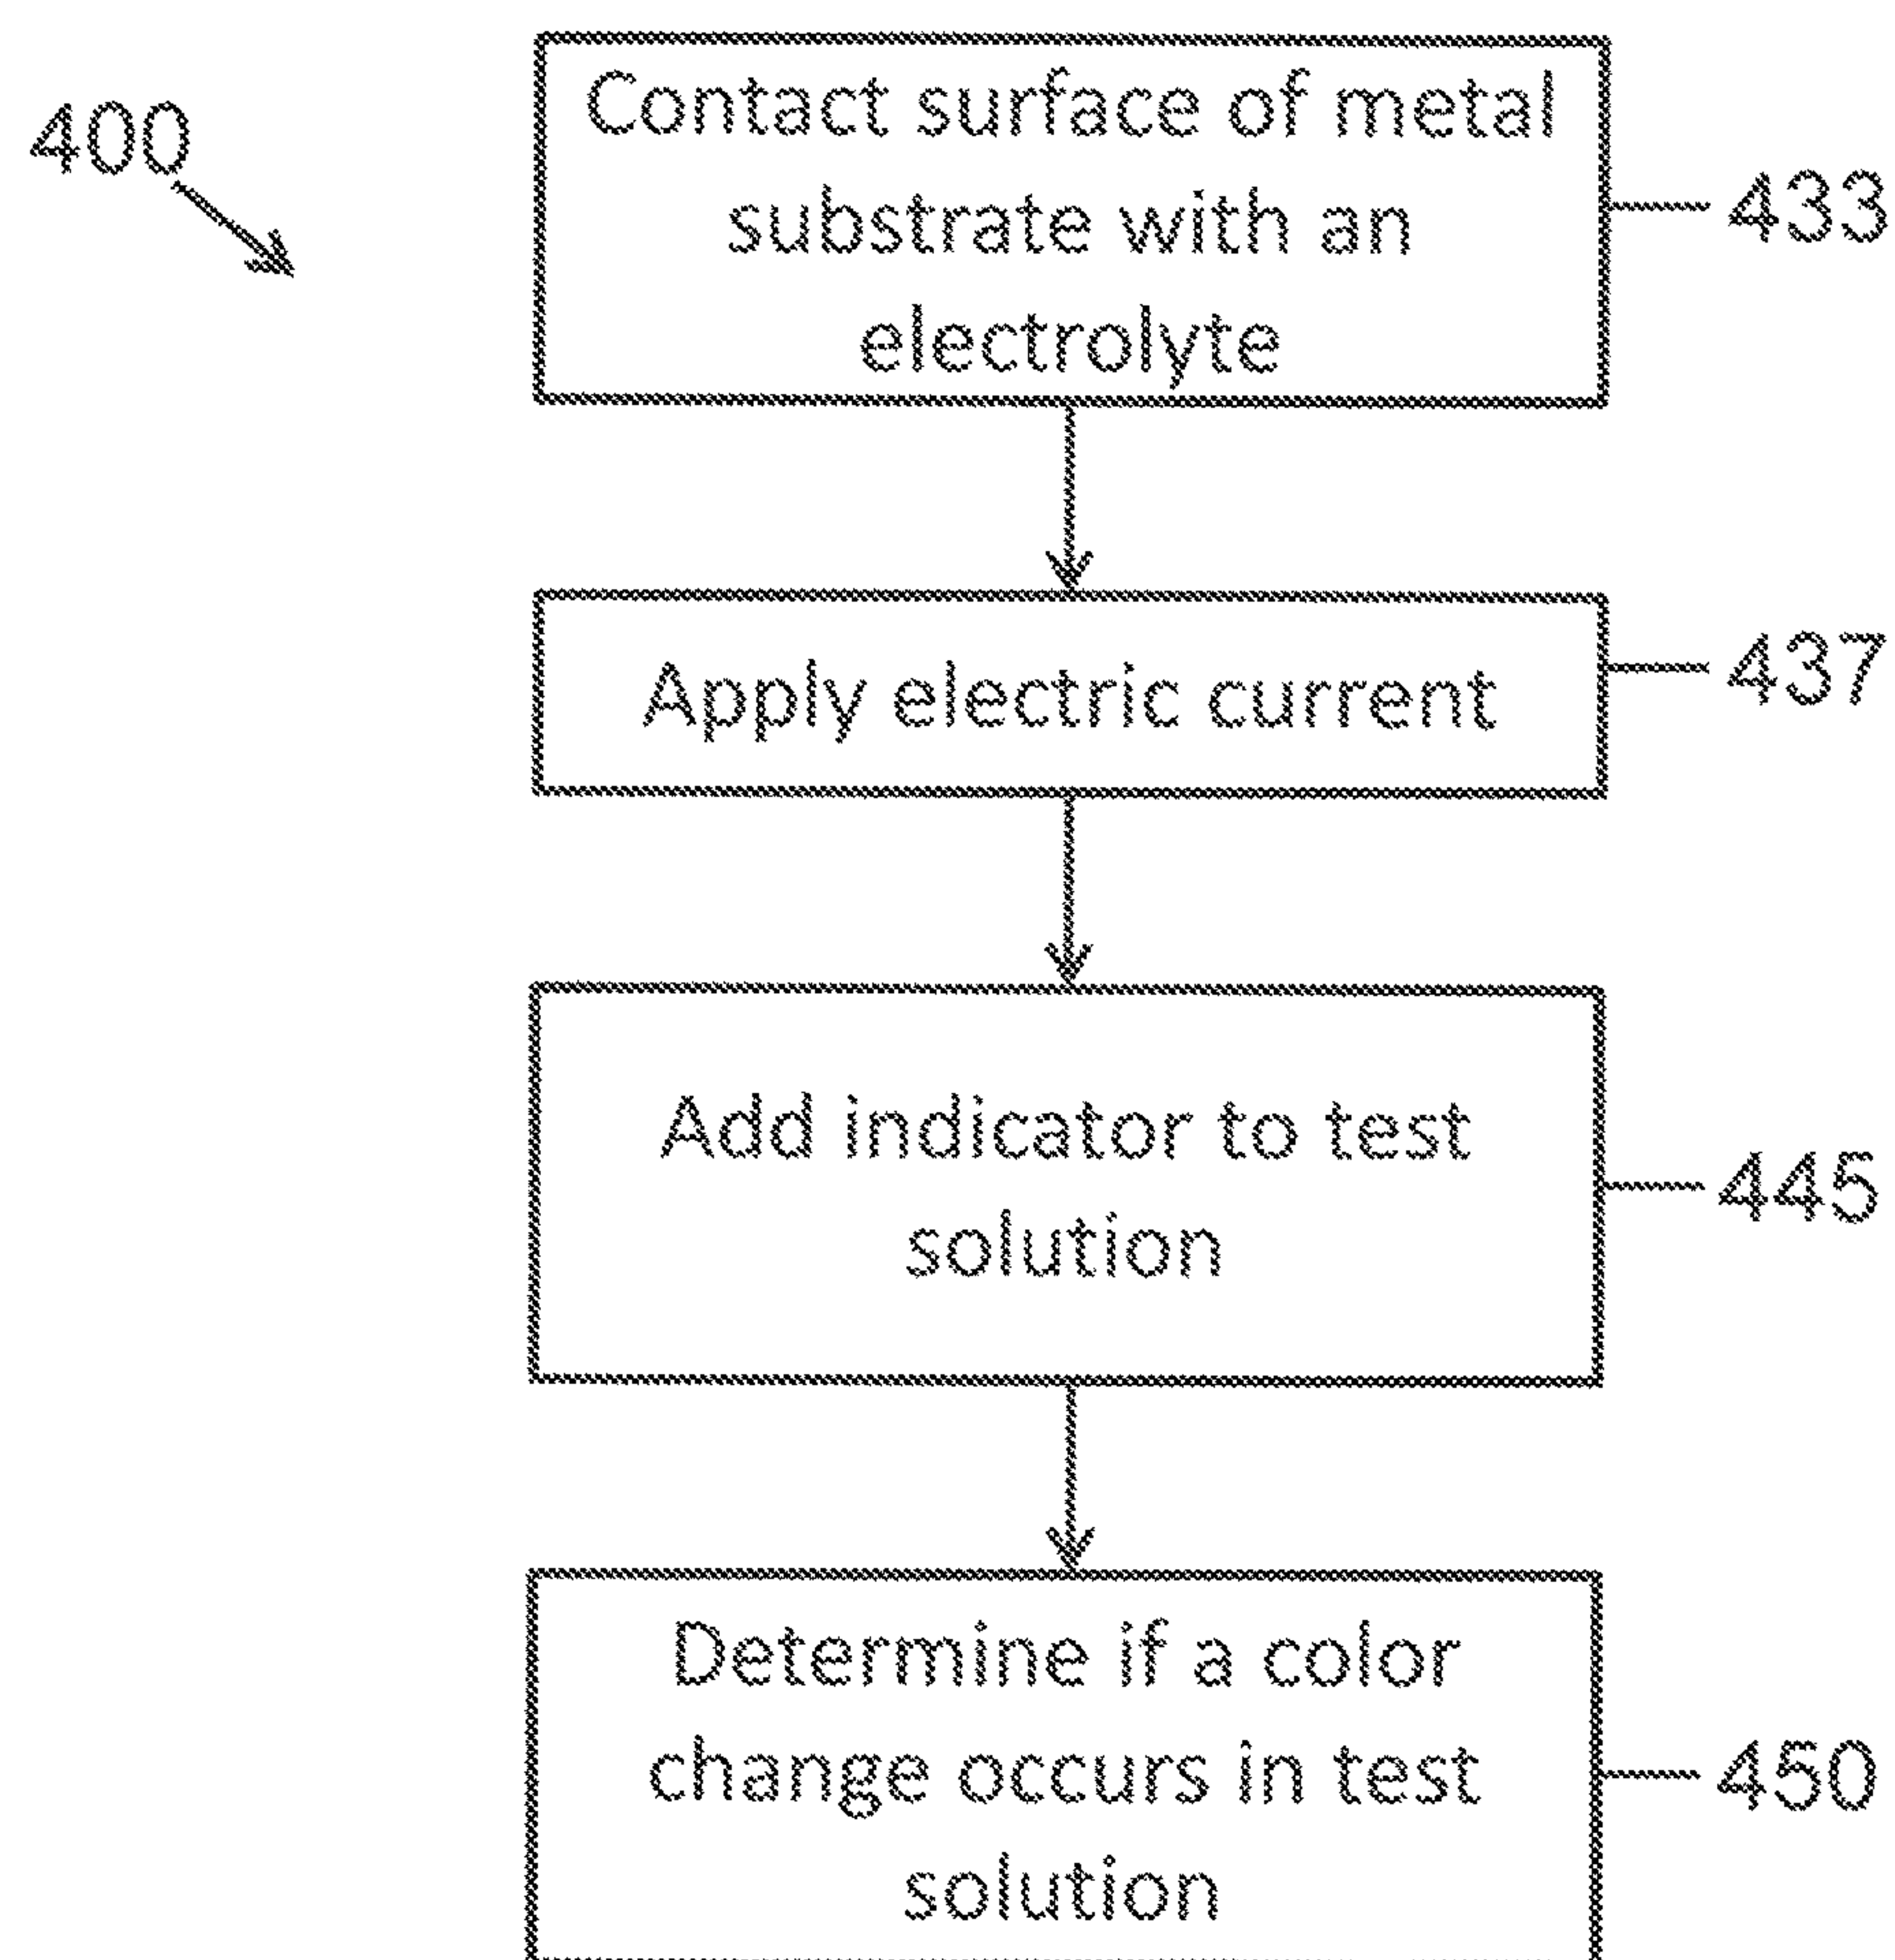 400
Contact surface of metal
substrate with an
electrolyte
433
Apply electric current
437
Add indicator to test
solution
445
Determine if a color
change occurs in test
solution
450